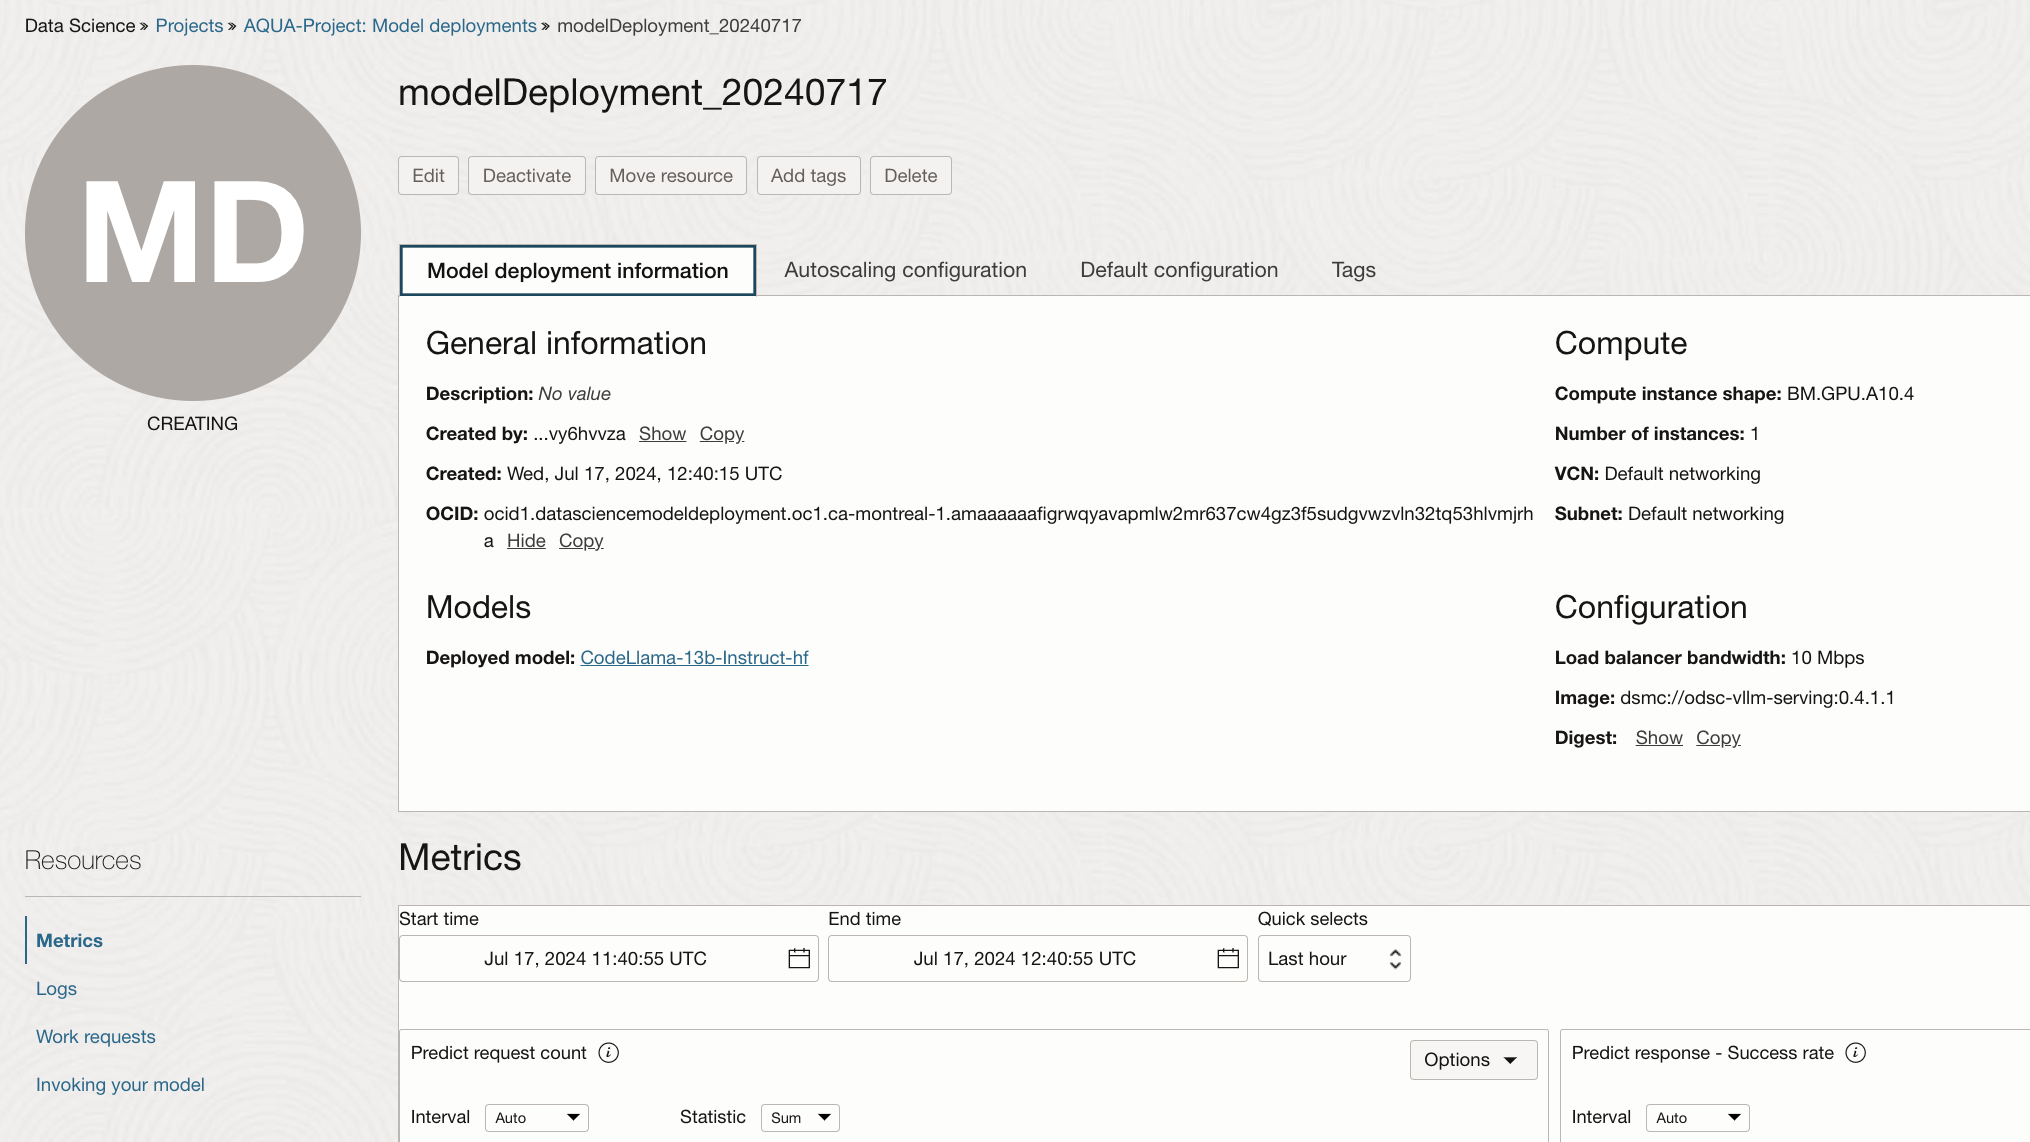 Data Science » Projects » AQUA-Project: Model deployments » modelDeployment_20240717
MD
CREATING
modelDeployment_20240717
Edit Deactivate Move resource Add tags Delete
Model deployment information Autoscaling configuration Default configuration Tags
General information
Description: No value
Created by: ...vy6hvvza Show Copy
Created: Wed, Jul 17, 2024, 12:40:15 UTC
OCID: ocid1.datasciencemodeldeployment.oc1.ca-montreal-1.amaaaaaafigrwqyavapmlw2mr637cw4gz3f5sudgvwzvln32tq53hlvmjrh
a Hide Copy
Compute
Compute instance shape: BM.GPU.A10.4
Number of instances: 1
VCN: Default networking
Subnet: Default networking
Models
Deployed model: CodeLlama-13b-Instruct-hf
Configuration
Load balancer bandwidth: 10 Mbps
Image: dsmc://odsc-vllm-serving:0.4.1.1
Digest: Show Copy
Resources
Metrics
Logs
Work requests
Invoking your model
Metrics
Start time End time Quick selects
Jul 17, 2024 11:40:55 UTC Jul 17, 2024 12:40:55 UTC Last hour
Predict request count Options
Interval Auto Statistic Sum
Predict response - Success rate
Interval Auto